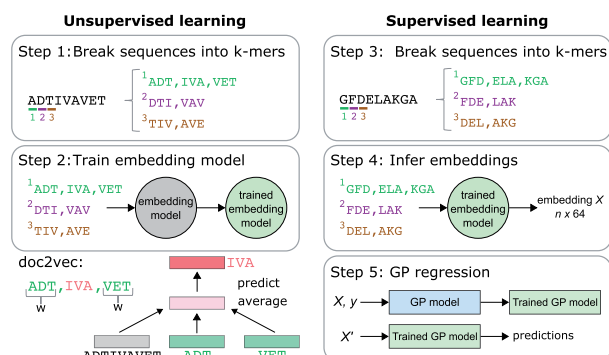 Unsupervised learning
Step 1:Break sequences into k-mers
ADTIVAVET
1 2 3
1ADT,IVA,VET
2DTI,VAV
3TIV,AVE
Step 2:Train embedding model
1ADT,IVA,VET
2DTI,VAV
3TIV,AVE
embedding
model
trained
embedding
model
doc2vec:
ADT,IVA,VET
w
w
IVA
predict
average
ADTIVAVET
ADT
VET
Supervised learning
Step 3: Break sequences into k-mers
GFDELAKGA
1 2 3
1GFD,ELA,KGA
2FDE,LAK
3DEL,AKG
Step 4: Infer embeddings
1GFD,ELA,KGA
2FDE,LAK
3DEL,AKG
trained
embedding
model
embedding X
n x 64
Step 5: GP regression
X, y
GP model
Trained GP model
X'
Trained GP model
predictions